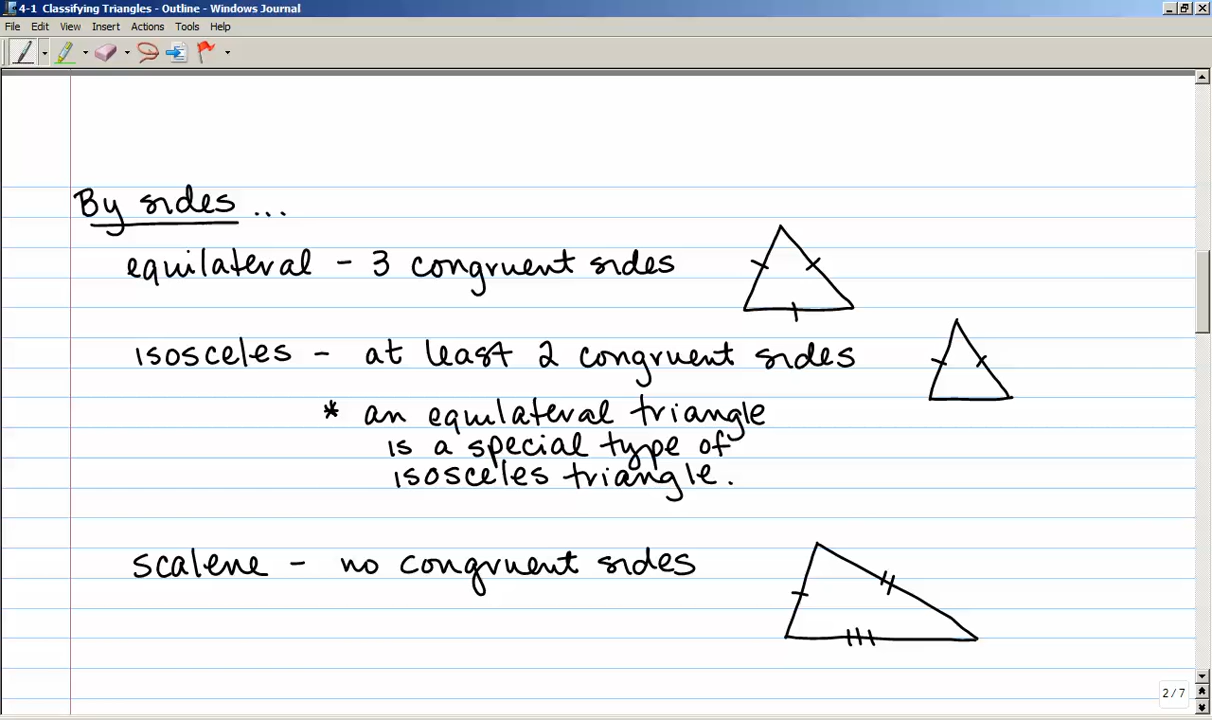 4-1 Classifying Triangles - Outline - Windows Journal
File Edit View Insert Actions Tools Help
By sides ...
equilateral - 3 congruent sides
isosceles - at least 2 congruent sides
* an equilateral triangle
is a special type of
isosceles triangle.
scalene - no congruent sides
2 / 7